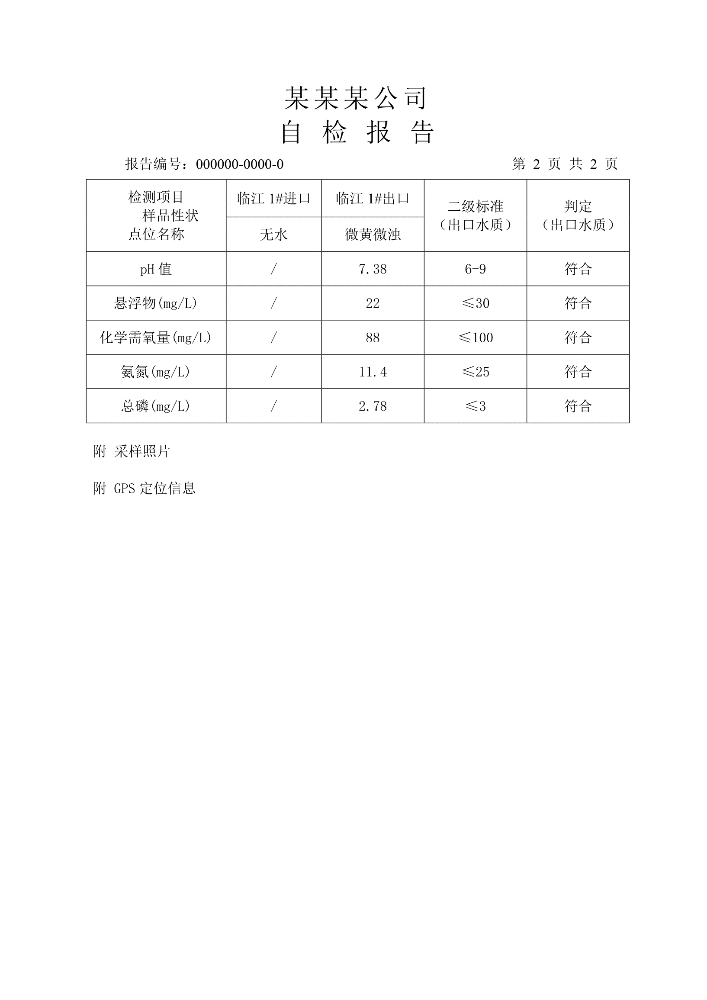 某某某公司
自 检 报 告
报告编号：000000-0000-0 第 2 页 共 2 页
检测项目
样品性状
点位名称
临江 1#进口 临江 1#出口 二级标准（出口水质） 判定（出口水质）
无水 微黄微浊
pH 值 / 7.38 6-9 符合
悬浮物(mg/L) / 22 ≤30 符合
化学需氧量(mg/L) / 88 ≤100 符合
氨氮(mg/L) / 11.4 ≤25 符合
总磷(mg/L) / 2.78 ≤3 符合
附 采样照片
附 GPS 定位信息